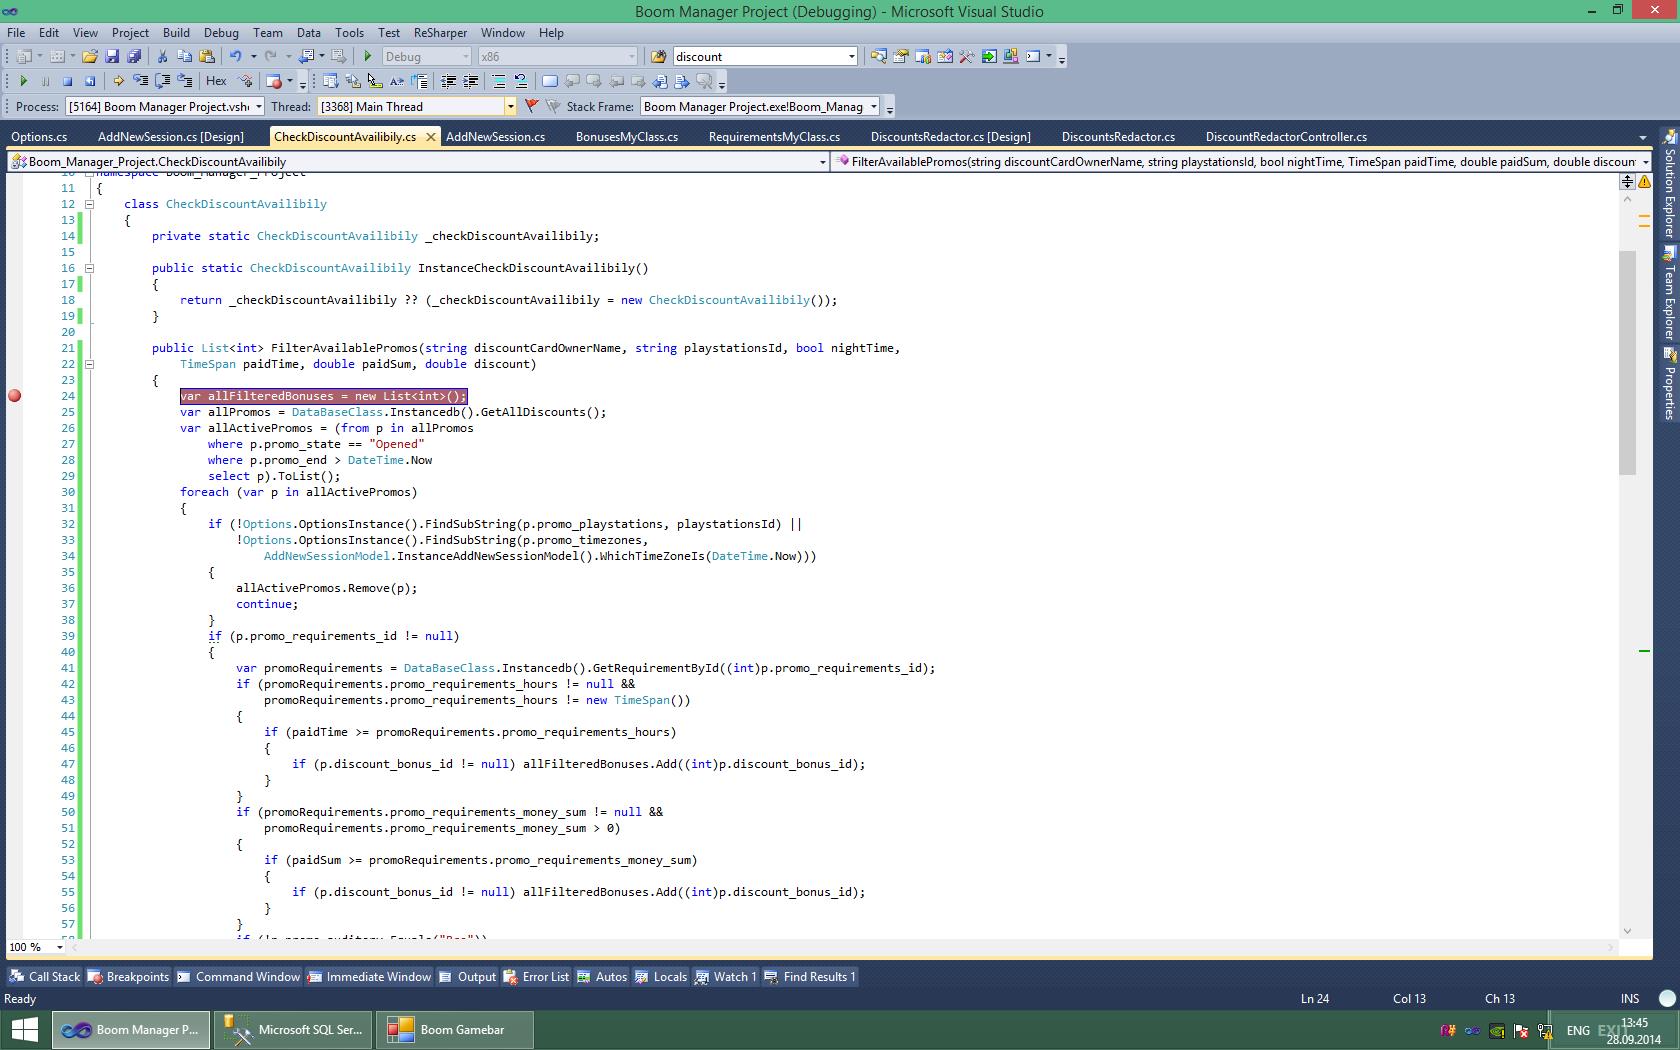 Boom Manager Project (Debugging) - Microsoft Visual Studio
File Edit View Project Build Debug Team Data Tools Test ReSharper Window Help
Debug x86 discount
Hex
Process: [5164] Boom Manager Project.vshc Thread: [3368] Main Thread Stack Frame: Boom Manager Project.exe!Boom_Manag
Options.cs AddNewSession.cs [Design] CheckDiscountAvailibily.cs AddNewSession.cs BonusesMyClass.cs RequirementsMyClass.cs DiscountsRedactor.cs [Design] DiscountsRedactor.cs DiscountRedactorController.cs
Boom_Manager_Project.CheckDiscountAvailibily FilterAvailablePromos(string discountCardOwnerName, string playstationsId, bool nightTime, TimeSpan paidTime, double paidSum, double discoun
10 namespace Boom_Manager_Project
11 {
12 class CheckDiscountAvailibily
13 {
14 private static CheckDiscountAvailibily _checkDiscountAvailibily;
15
16 public static CheckDiscountAvailibily InstanceCheckDiscountAvailibily()
17 {
18 return _checkDiscountAvailibily ?? (_checkDiscountAvailibily = new CheckDiscountAvailibily());
19 }
20
21 public List<int> FilterAvailablePromos(string discountCardOwnerName, string playstationsId, bool nightTime,
22 TimeSpan paidTime, double paidSum, double discount)
23 {
24 var allFilteredBonuses = new List<int>();
25 var allPromos = DataBaseClass.Instancedb().GetAllDiscounts();
26 var allActivePromos = (from p in allPromos
27 where p.promo_state == "Opened"
28 where p.promo_end > DateTime.Now
29 select p).ToList();
30 foreach (var p in allActivePromos)
31 {
32 if (!Options.OptionsInstance().FindSubString(p.promo_playstations, playstationsId) ||
33 !Options.OptionsInstance().FindSubString(p.promo_timezones,
34 AddNewSessionModel.InstanceAddNewSessionModel().WhichTimeZoneIs(DateTime.Now)))
35 {
36 allActivePromos.Remove(p);
37 continue;
38 }
39 if (p.promo_requirements_id != null)
40 {
41 var promoRequirements = DataBaseClass.Instancedb().GetRequirementById((int)p.promo_requirements_id);
42 if (promoRequirements.promo_requirements_hours != null &&
43 promoRequirements.promo_requirements_hours != new TimeSpan())
44 {
45 if (paidTime >= promoRequirements.promo_requirements_hours)
46 {
47 if (p.discount_bonus_id != null) allFilteredBonuses.Add((int)p.discount_bonus_id);
48 }
49 }
50 if (promoRequirements.promo_requirements_money_sum != null &&
51 promoRequirements.promo_requirements_money_sum > 0)
52 {
53 if (paidSum >= promoRequirements.promo_requirements_money_sum)
54 {
55 if (p.discount_bonus_id != null) allFilteredBonuses.Add((int)p.discount_bonus_id);
56 }
57 }
Solution Explorer
Team Explorer
Properties
100 %
Call Stack Breakpoints Command Window Immediate Window Output Error List Autos Locals Watch 1 Find Results 1
Ready Ln 24 Col 13 Ch 13 INS
Boom Manager P... Microsoft SQL Ser... Boom Gamebar ENG EXIT 13:45
28.09.2014